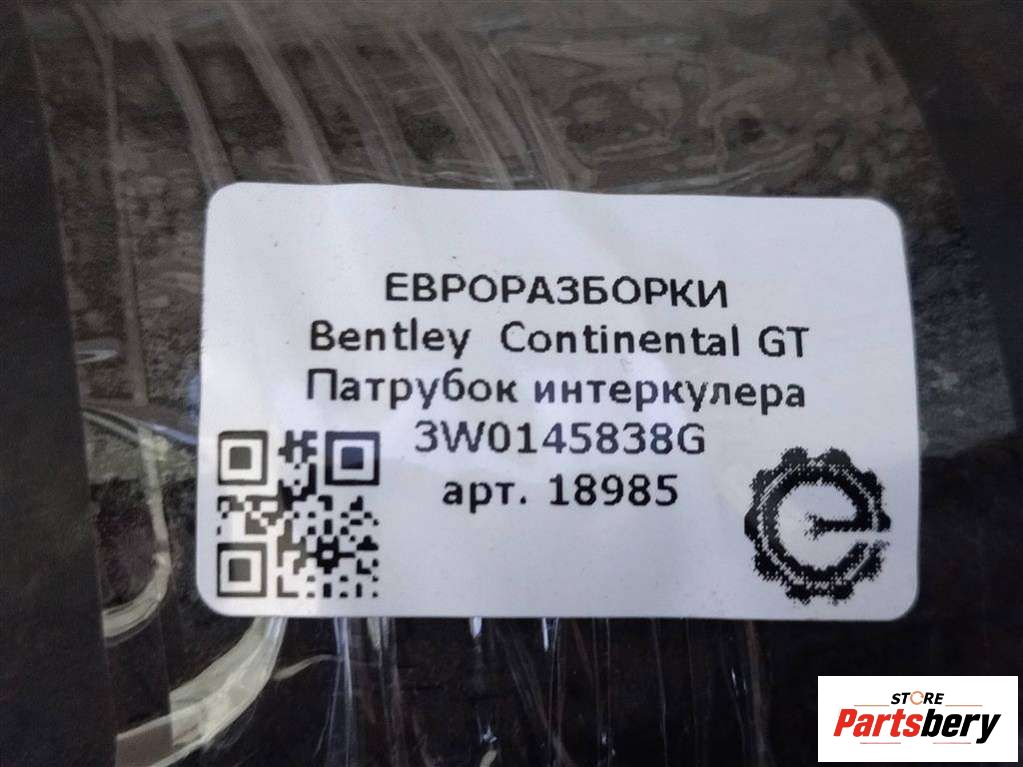 ЕВРОРАЗБОРКИ
Bentley Continental GT
Патрубок интеркулера
3W0145838G
арт. 18985
STORE
Partsbery